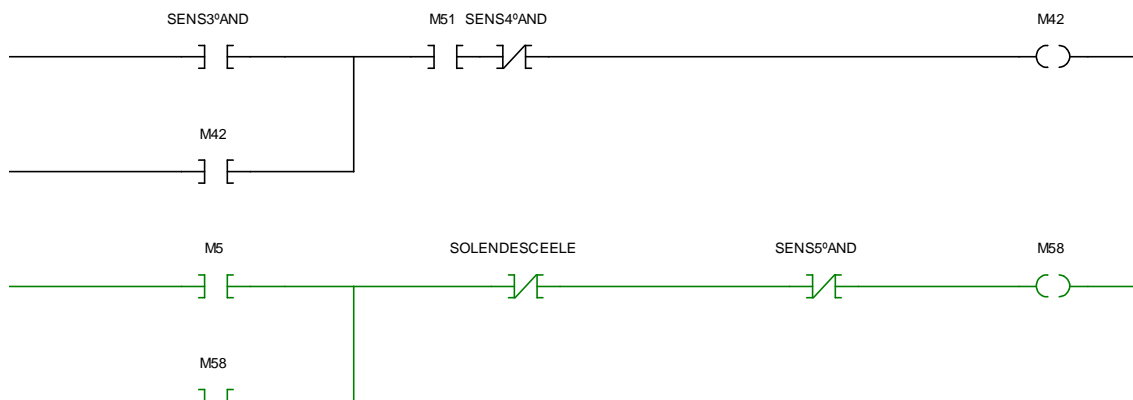 SENS3ºAND M51 SENS4ºAND M42
M42
M5 SOLENDESCEELE SENS5ºAND M58
M58